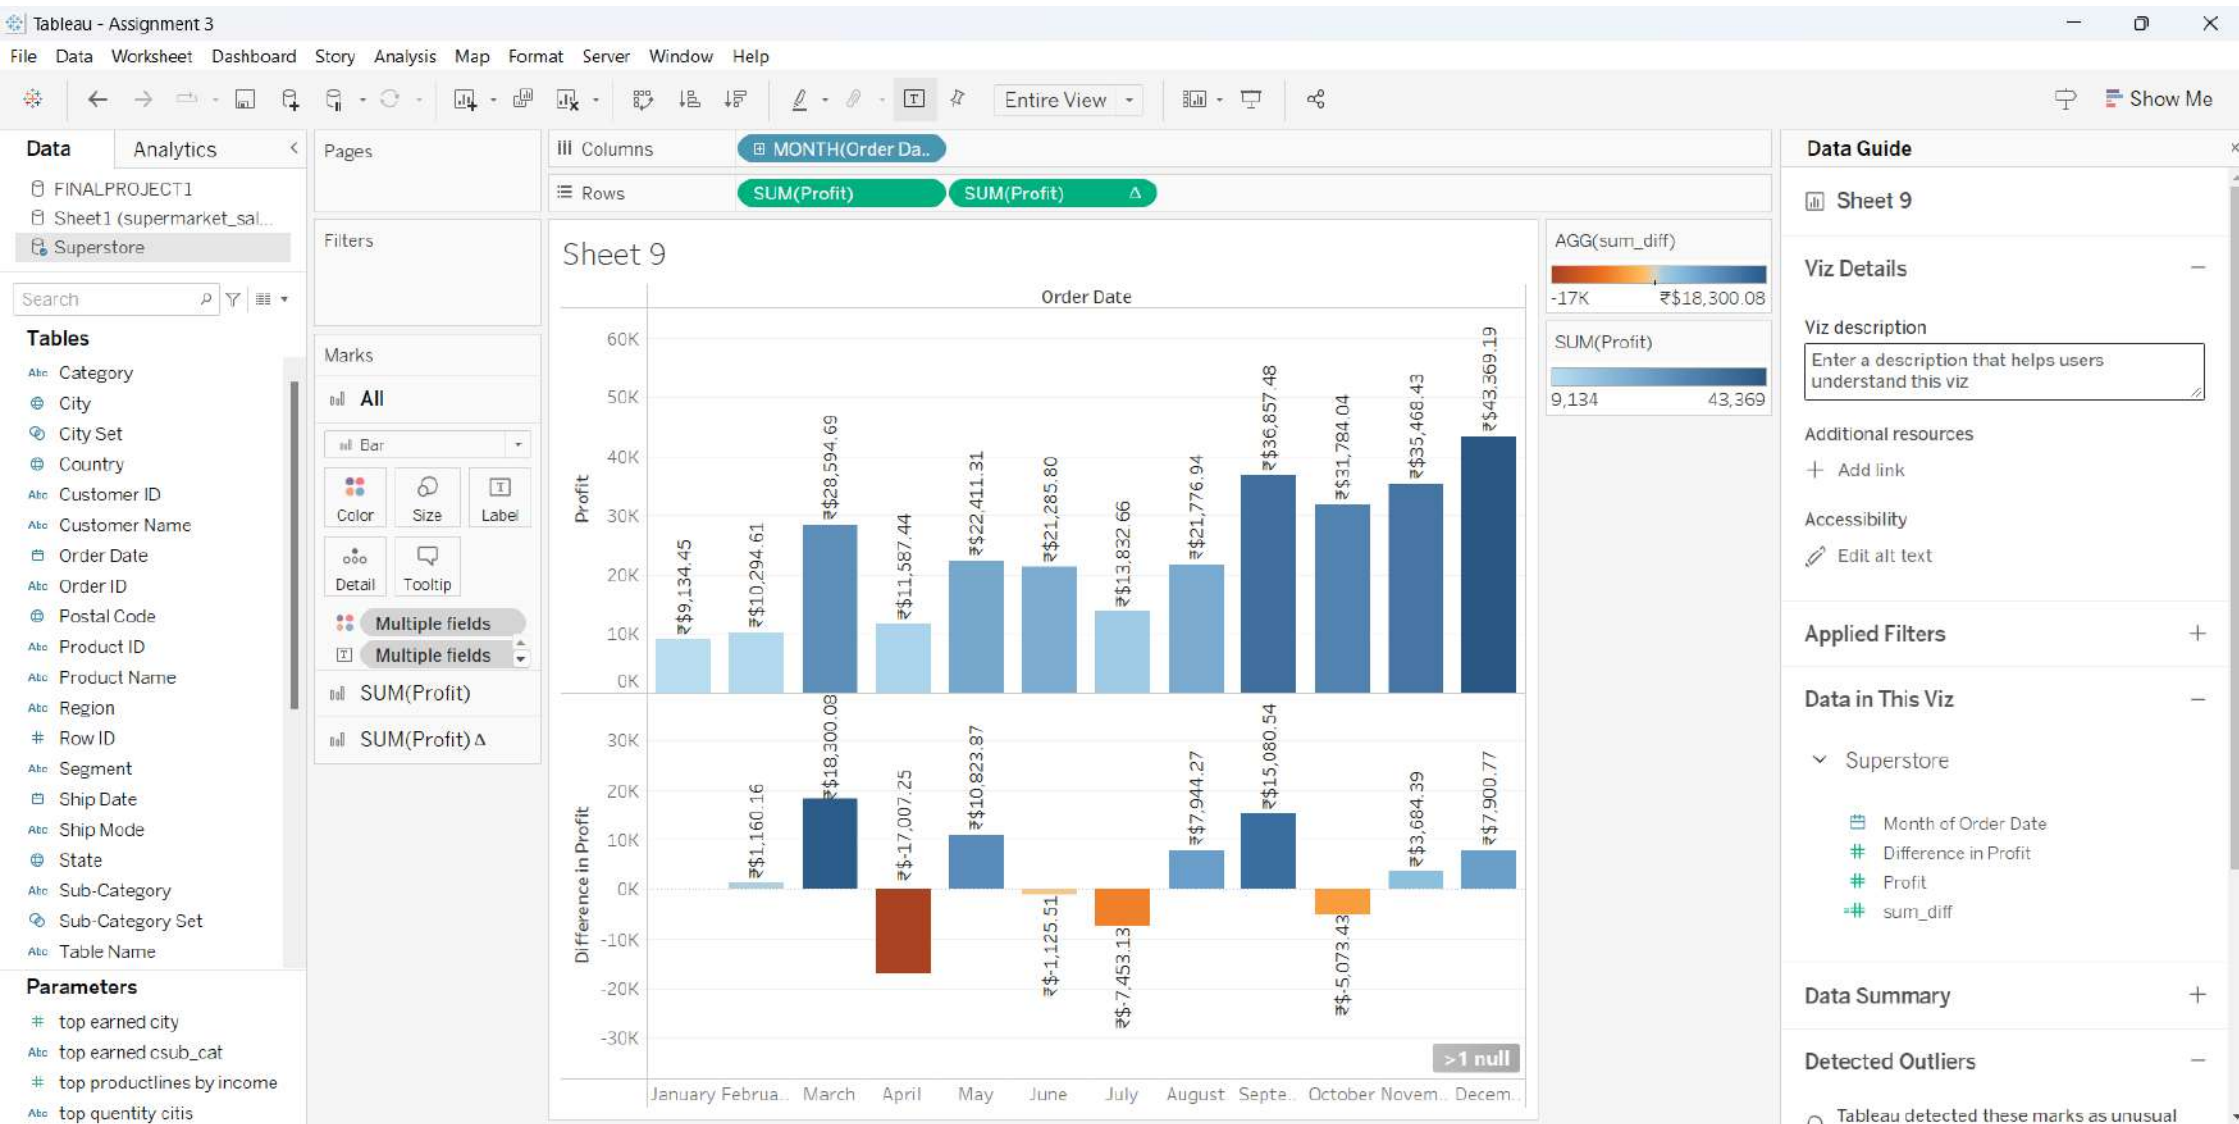 Tableau - Assignment 3
File Data Worksheet Dashboard Story Analysis Map Format Server Window Help
Entire View
Show Me
Data
Analytics
FINALPROJECT1
Sheet1 (supermarket_sal...
Superstore
Search
Tables
Abc Category
City
City Set
Country
Abc Customer ID
Abc Customer Name
Order Date
Abc Order ID
Postal Code
Abc Product ID
Abc Product Name
Abc Region
# Row ID
Abc Segment
Ship Date
Abc Ship Mode
State
Abc Sub-Category
Sub-Category Set
Abc Table Name
Parameters
# top earned city
Abc top earned csub_cat
# top productlines by income
Abc top quentity citis
Pages
Filters
Marks
All
Bar
Color Size Label
Detail Tooltip
Multiple fields
Multiple fields
SUM(Profit)
SUM(Profit) Δ
Columns
MONTH(Order Da..
Rows
SUM(Profit)
SUM(Profit) Δ
Sheet 9
Order Date
Profit
60K
50K
40K
30K
20K
10K
0K
₹$9,134.45
₹$10,294.61
₹$28,594.69
₹$11,587.44
₹$22,411.31
₹$21,285.80
₹$13,832.66
₹$21,776.94
₹$36,857.48
₹$31,784.04
₹$35,468.43
₹$43,369.19
Difference in Profit
30K
20K
10K
0K
-10K
-20K
-30K
₹$1,160.16
₹$18,300.08
₹$-17,007.25
₹$10,823.87
₹$-1,125.51
₹$-7,453.13
₹$7,944.27
₹$15,080.54
₹$-5,073.43
₹$3,684.39
₹$7,900.77
>1 null
January Februa.. March April May June July August Septe.. October Novem.. Decem..
AGG(sum_diff)
-17K ₹$18,300.08
SUM(Profit)
9,134 43,369
Data Guide
Sheet 9
Viz Details
Viz description
Enter a description that helps users
understand this viz
Additional resources
+ Add link
Accessibility
Edit alt text
Applied Filters
Data in This Viz
Superstore
Month of Order Date
# Difference in Profit
# Profit
=# sum_diff
Data Summary
Detected Outliers
Tableau detected these marks as unusual